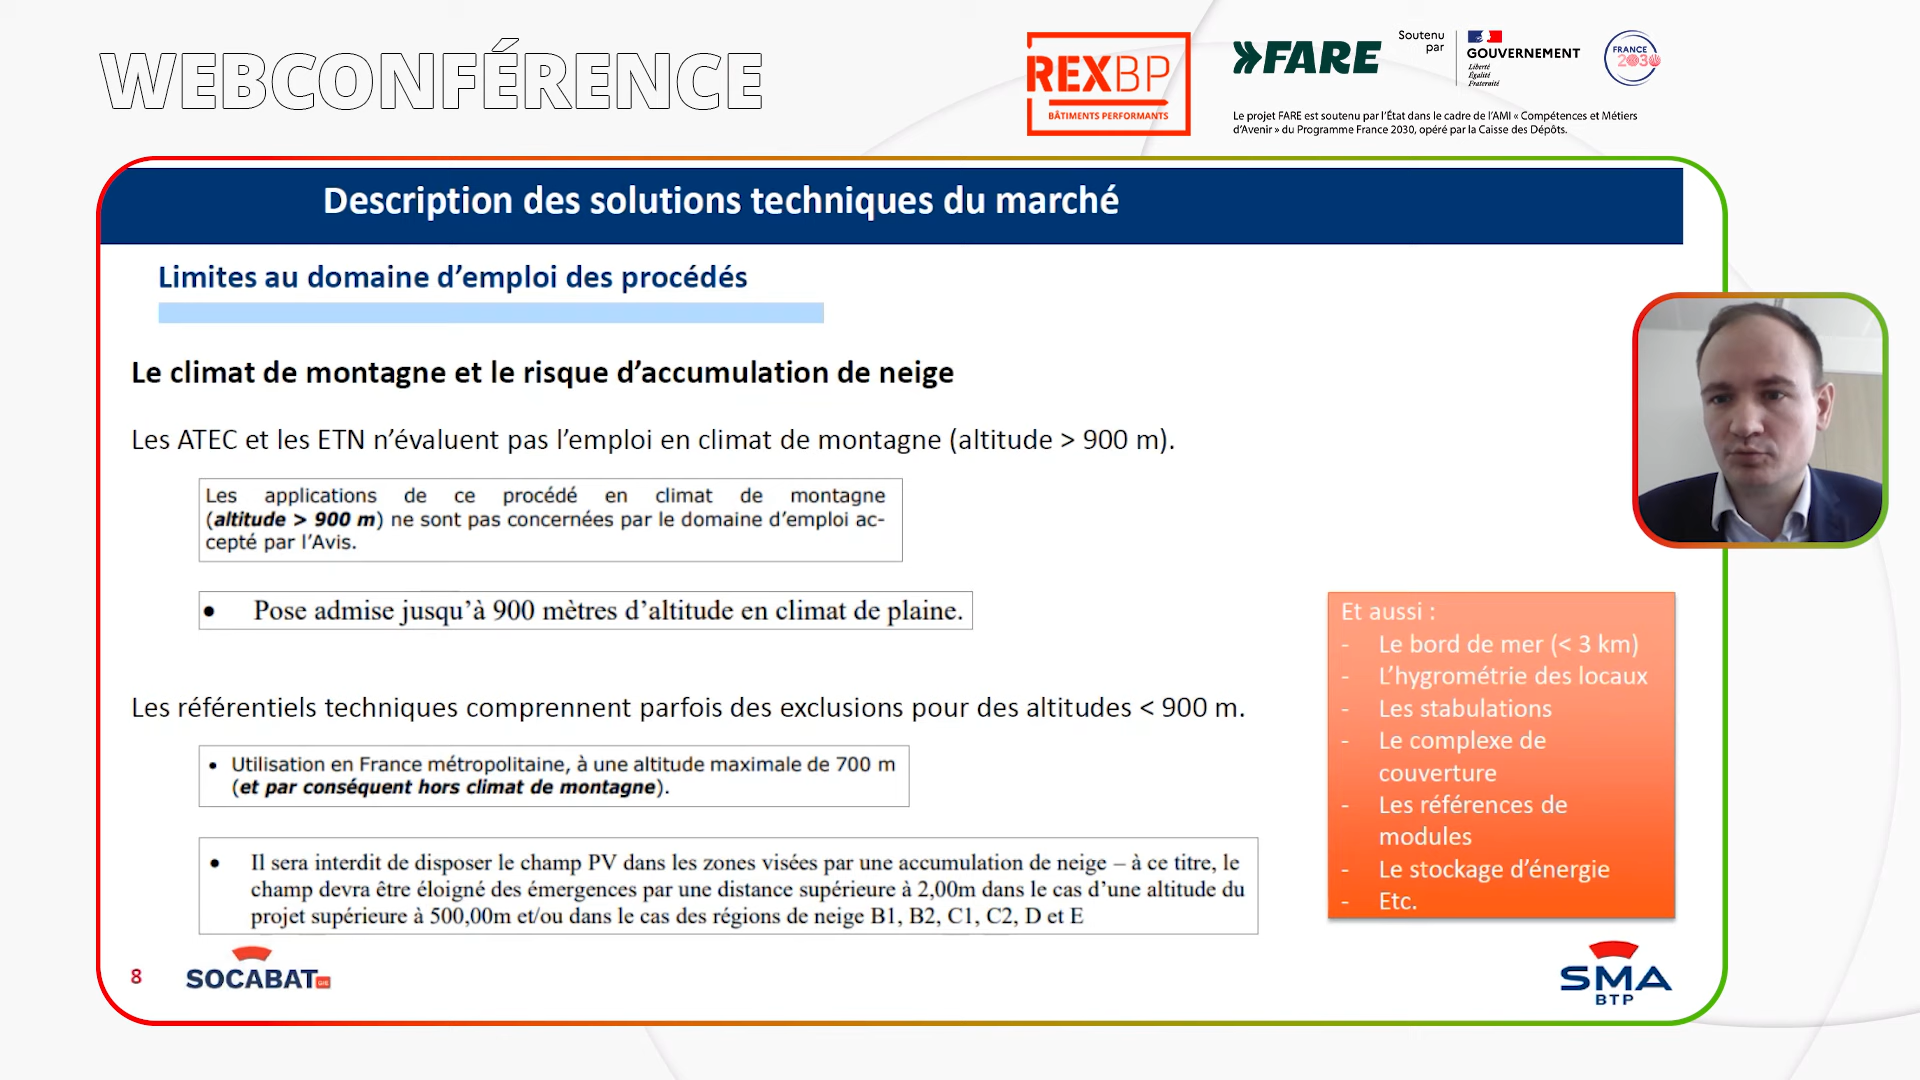 WEBCONFÉRENCE
REXBP
BÂTIMENTS PERFORMANTS
FARE
Soutenu
par
GOUVERNEMENT
Liberté
Égalité
Fraternité
FRANCE
2030
Le projet FARE est soutenu par l'État dans le cadre de l'AMI « Compétences et Métiers
d'Avenir » du Programme France 2030, opéré par la Caisse des Dépôts.
Description des solutions techniques du marché
Limites au domaine d'emploi des procédés
Le climat de montagne et le risque d'accumulation de neige
Les ATEC et les ETN n'évaluent pas l'emploi en climat de montagne (altitude > 900 m).
Les applications de ce procédé en climat de montagne
(altitude > 900 m) ne sont pas concernées par le domaine d'emploi ac-
cepté par l'Avis.
• Pose admise jusqu'à 900 mètres d'altitude en climat de plaine.
Les référentiels techniques comprennent parfois des exclusions pour des altitudes < 900 m.
• Utilisation en France métropolitaine, à une altitude maximale de 700 m
(et par conséquent hors climat de montagne).
• Il sera interdit de disposer le champ PV dans les zones visées par une accumulation de neige – à ce titre, le
champ devra être éloigné des émergences par une distance supérieure à 2,00m dans le cas d'une altitude du
projet supérieure à 500,00m et/ou dans le cas des régions de neige B1, B2, C1, C2, D et E
Et aussi :
- Le bord de mer (< 3 km)
- L'hygrométrie des locaux
- Les stabulations
- Le complexe de
couverture
- Les références de
modules
- Le stockage d'énergie
- Etc.
8
SOCABAT GIE
SMA
BTP